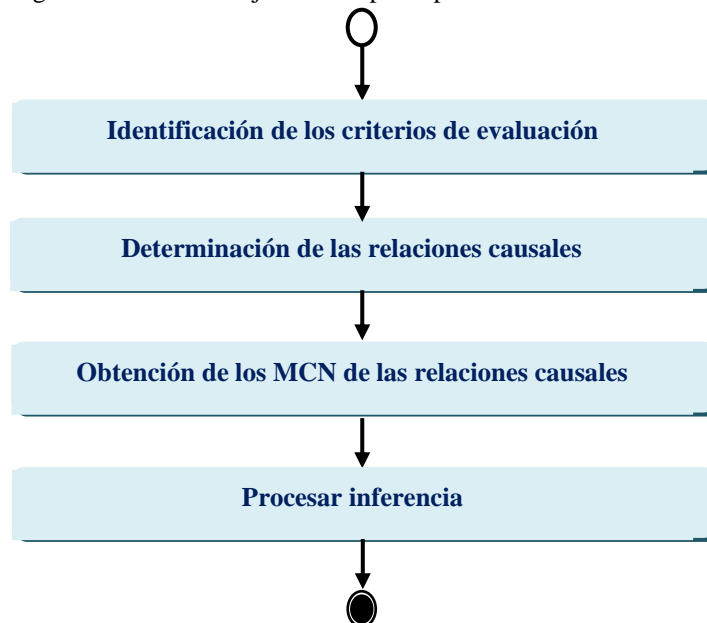 Identificación de los criterios de evaluación
Determinación de las relaciones causales
Obtención de los MCN de las relaciones causales
Procesar inferencia